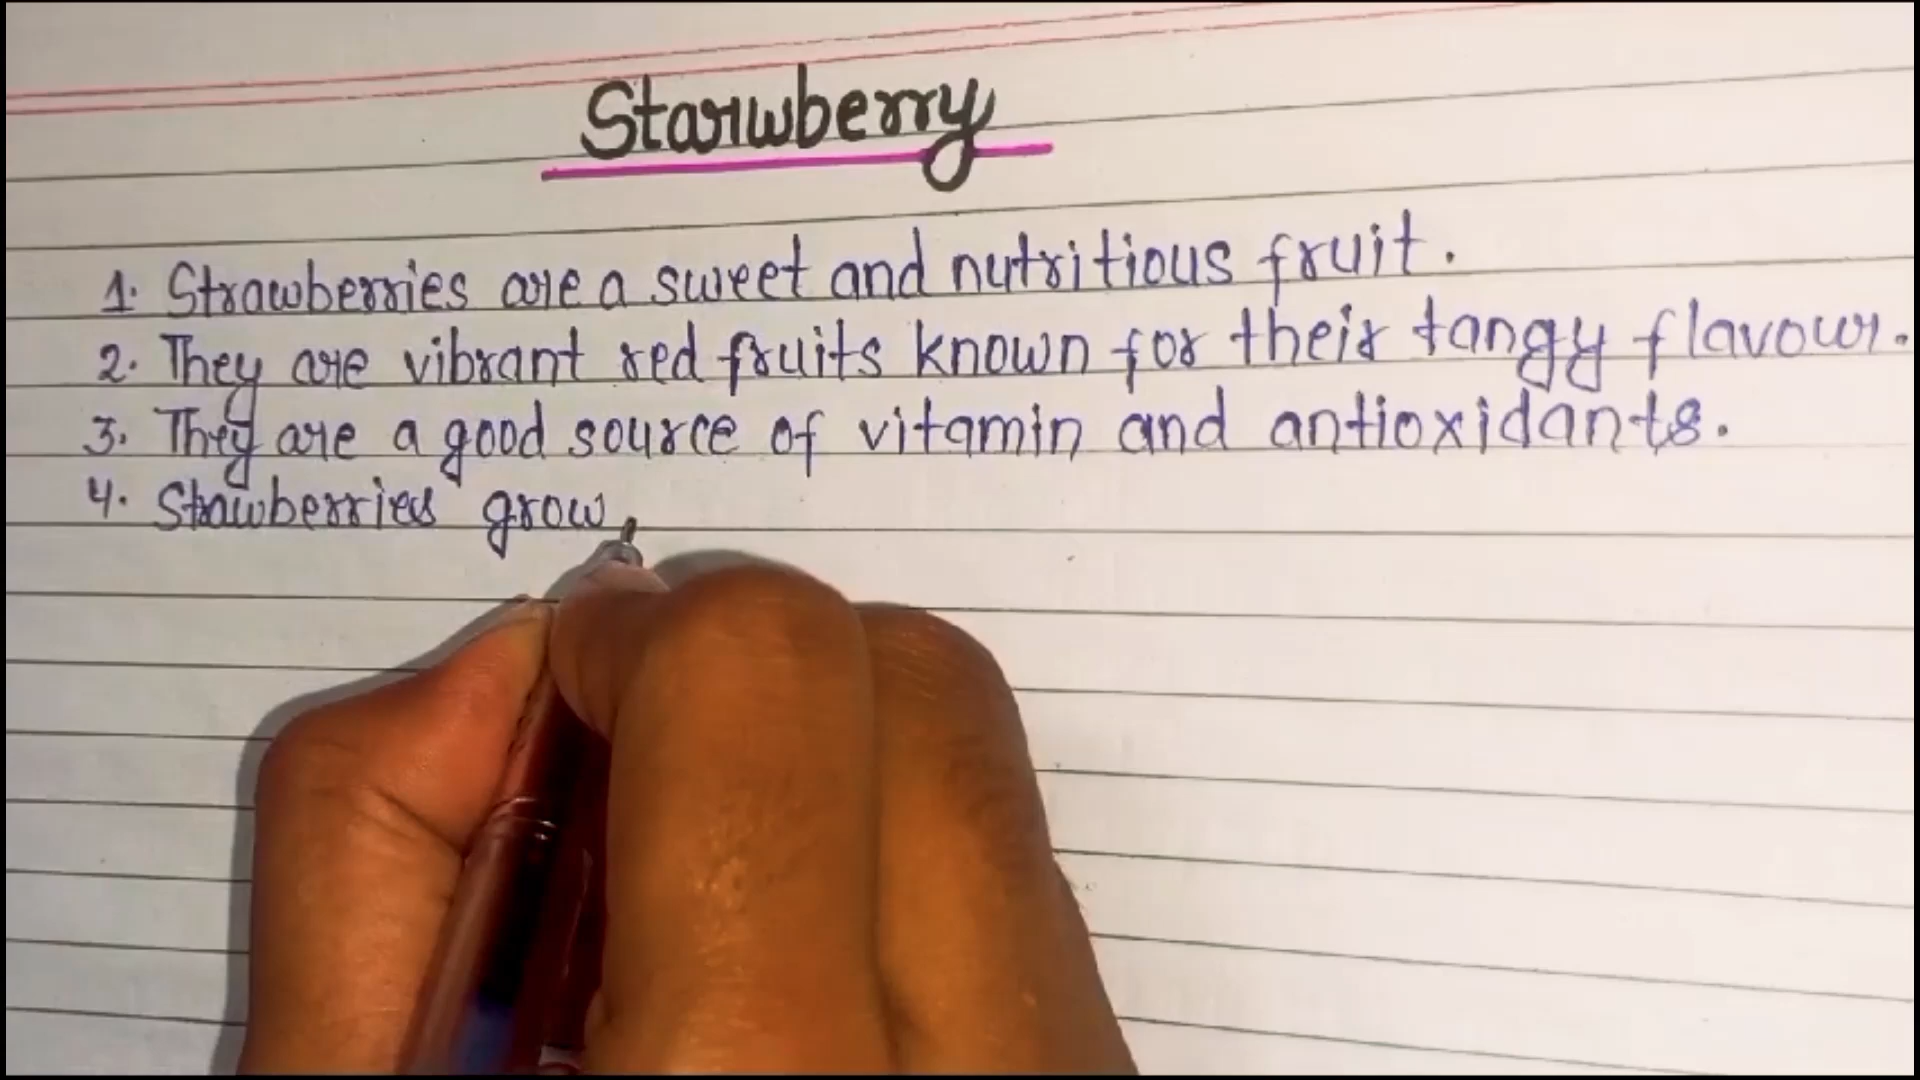 Starwberry
1. Strawberries are a sweet and nutritious fruit.
2. They are vibrant red fruits known for their tangy flavour.
3. They are a good source of vitamin and antioxidants.
4. Strawberries grow